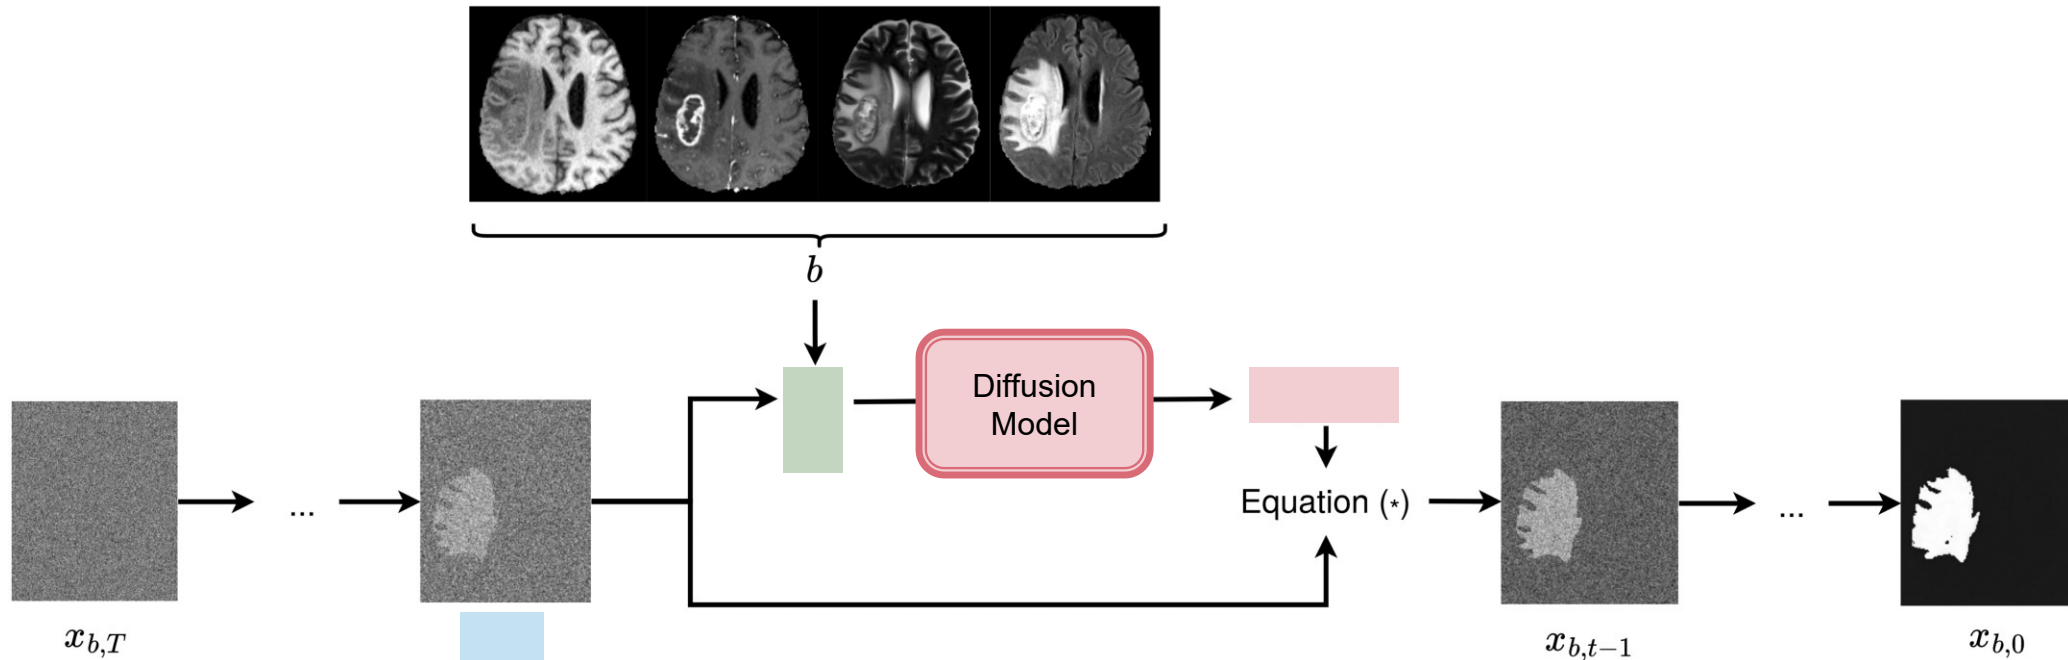 b
Diffusion
Model
...
Equation (*)
...
x_{b,T}
x_{b,t-1}
x_{b,0}